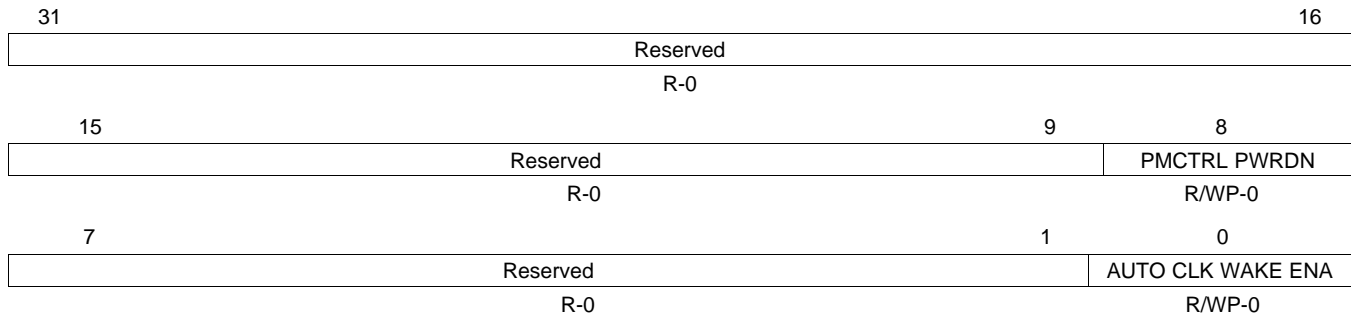 31 16
Reserved
R-0
15 9 8
Reserved PMCTRL PWRDN
R-0 R/WP-0
7 1 0
Reserved AUTO CLK WAKE ENA
R-0 R/WP-0